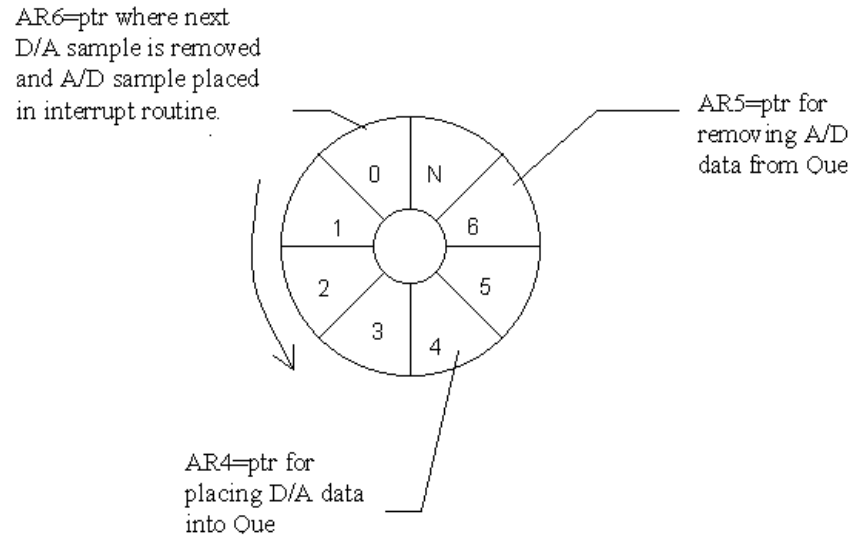 AR6=ptr where next
D/A sample is removed
and A/D sample placed
in interrupt routine.
AR5=ptr for
removing A/D
data from Que
0
N
1
6
2
5
3
4
AR4=ptr for
placing D/A data
into Que